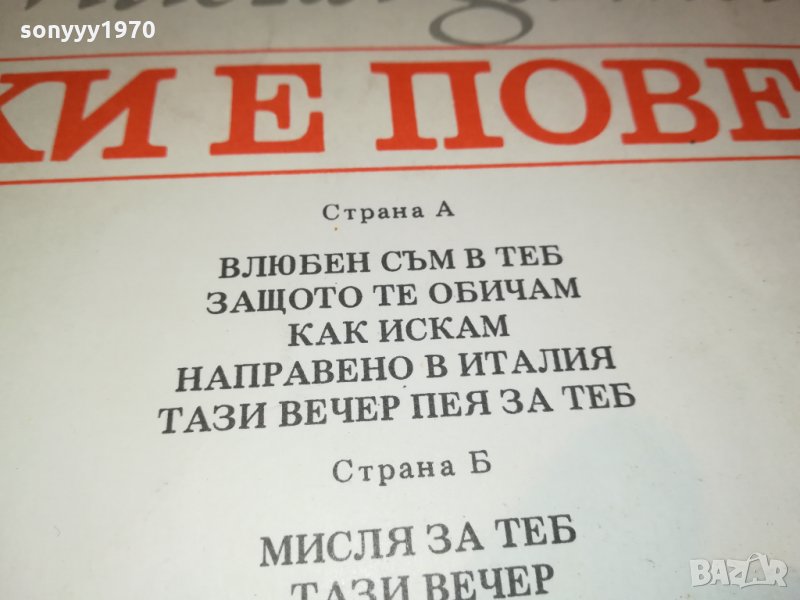 sonyyy1970
КИ Е ПОВЕ
Страна А
ВЛЮБЕН СЪМ В ТЕБ
ЗАЩОТО ТЕ ОБИЧАМ
КАК ИСКАМ
НАПРАВЕНО В ИТАЛИЯ
ТАЗИ ВЕЧЕР ПЕЯ ЗА ТЕБ
Страна Б
МИСЛЯ ЗА ТЕБ
ТАЗИ ВЕЧЕР
BAZAR